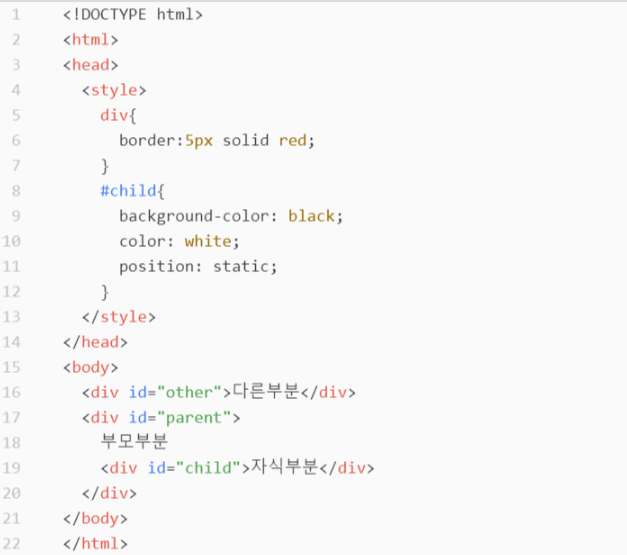 1 <!DOCTYPE html>
2 <html>
3 <head>
4 <style>
5 div{
6 border:5px solid red;
7 }
8 #child{
9 background-color: black;
10 color: white;
11 position: static;
12 }
13 </style>
14 </head>
15 <body>
16 <div id="other">다른부분</div>
17 <div id="parent">
18 부모부분
19 <div id="child">자식부분</div>
20 </div>
21 </body>
22 </html>